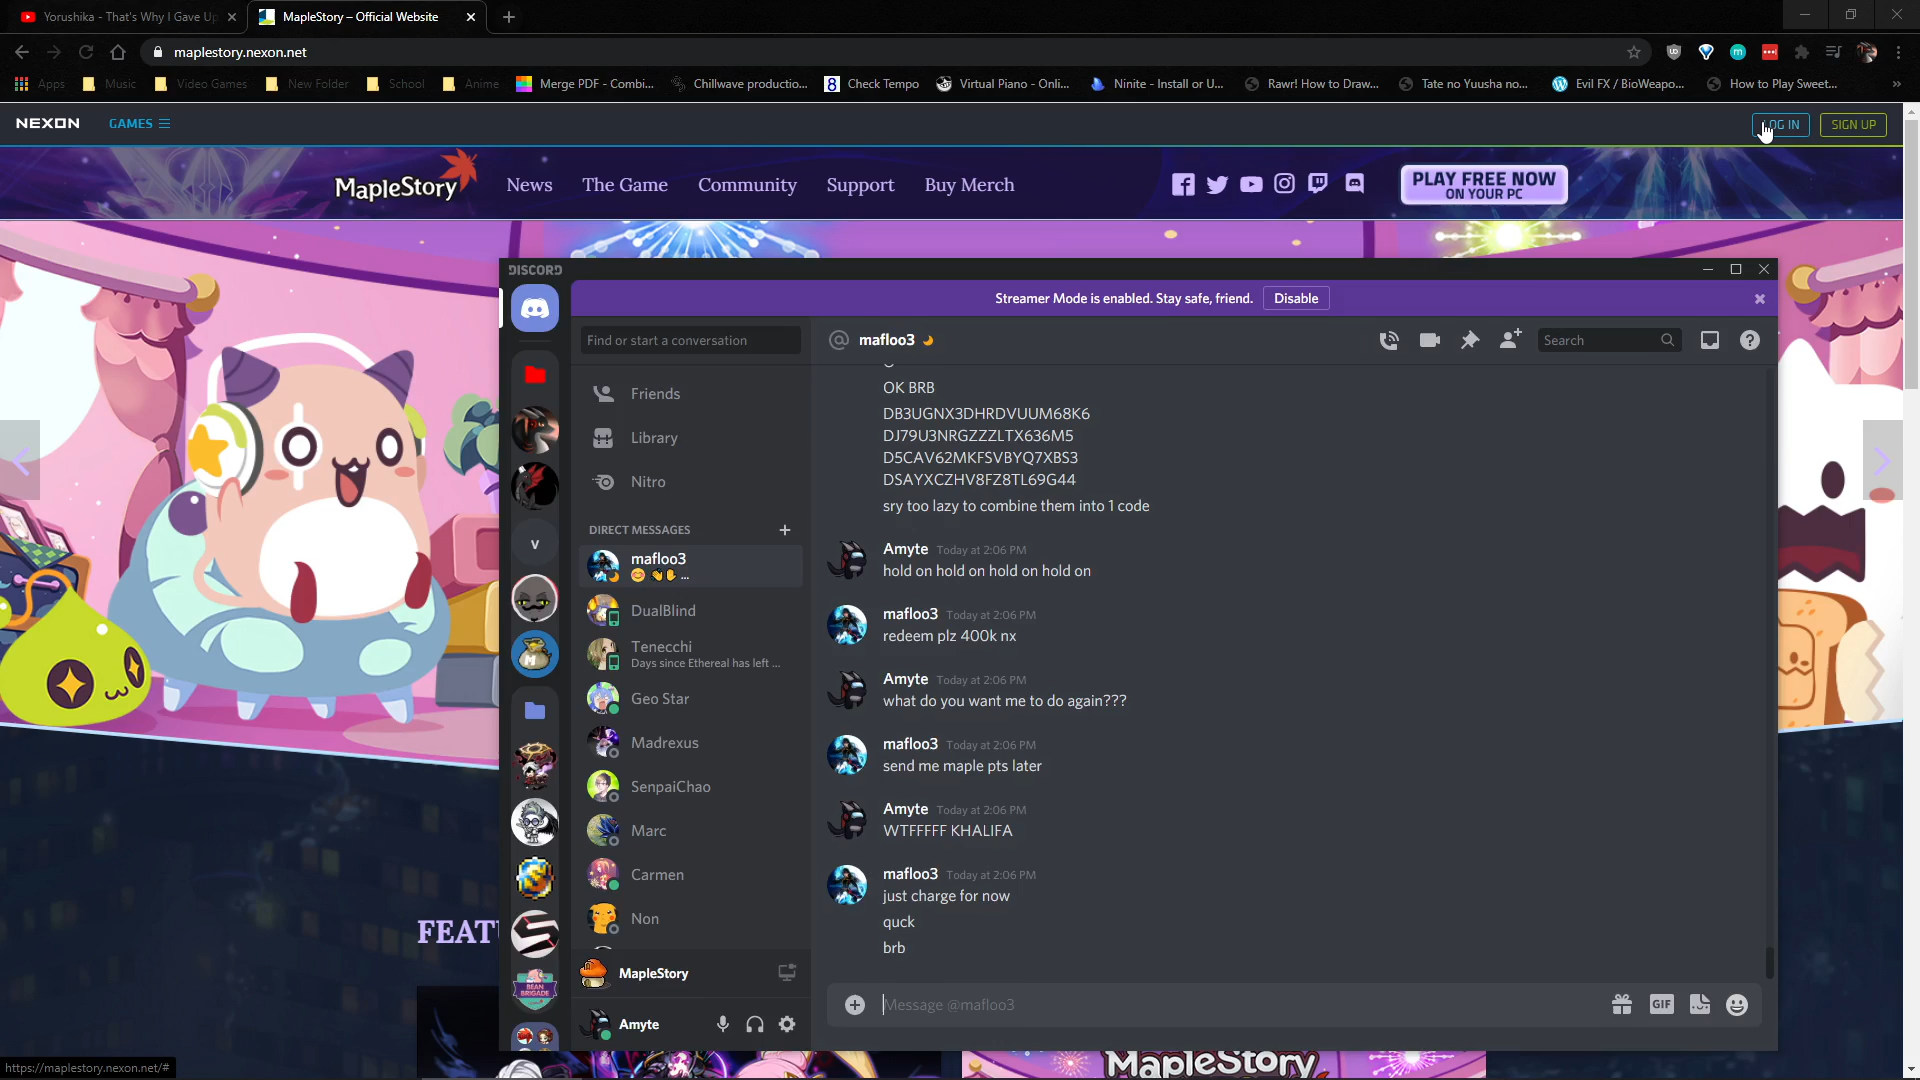 Yorushika - That's Why I Gave Up
MapleStory – Official Website
maplestory.nexon.net
Apps
Music
Video Games
New Folder
School
Anime
Merge PDF - Combi...
Chillwave productio...
Check Tempo
Virtual Piano - Onli...
Ninite - Install or U...
Rawr! How to Draw...
Tate no Yuusha no...
Evil FX / BioWeapo...
How to Play Sweet...
NEXON
GAMES
LOG IN
SIGN UP
MapleStory
News
The Game
Community
Support
Buy Merch
PLAY FREE NOW
ON YOUR PC
DISCORD
Streamer Mode is enabled. Stay safe, friend.
Disable
Find or start a conversation
mafloo3
Search
Friends
Library
Nitro
DIRECT MESSAGES
mafloo3
...
DualBlind
Tenecchi
Days since Ethereal has left ...
Geo Star
Madrexus
SenpaiChao
Marc
Carmen
Non
MapleStory
Amyte
V
M
BEAN
BRIGADE
OK BRB
DB3UGNX3DHRDVUUM68K6
DJ79U3NRGZZZLTX636M5
D5CAV62MKFSVBYQ7XBS3
DSAYXCZHV8FZ8TL69G44
sry too lazy to combine them into 1 code
Amyte Today at 2:06 PM
hold on hold on hold on hold on
mafloo3 Today at 2:06 PM
redeem plz 400k nx
Amyte Today at 2:06 PM
what do you want me to do again???
mafloo3 Today at 2:06 PM
send me maple pts later
Amyte Today at 2:06 PM
WTFFFFF KHALIFA
mafloo3 Today at 2:06 PM
just charge for now
quck
brb
Message @mafloo3
GIF
FEAT
MapleStory
https://maplestory.nexon.net/#